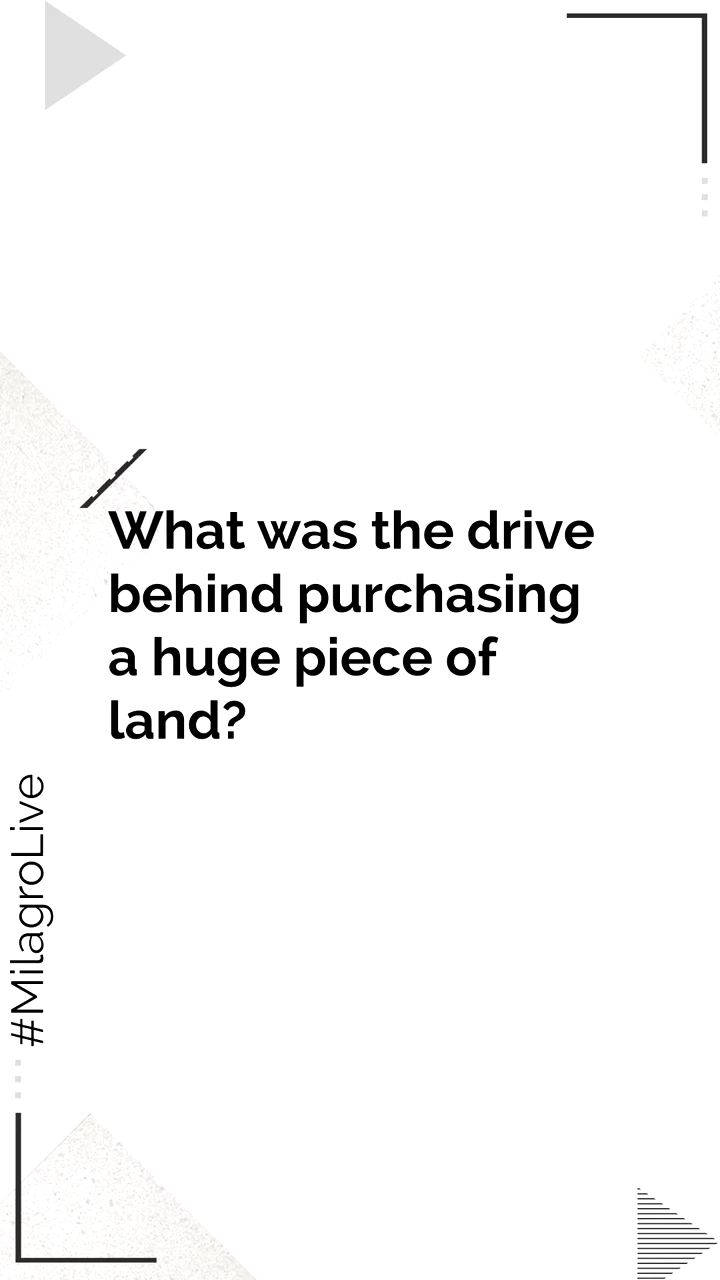 What was the drive
behind purchasing
a huge piece of
land?
#MilagroLive